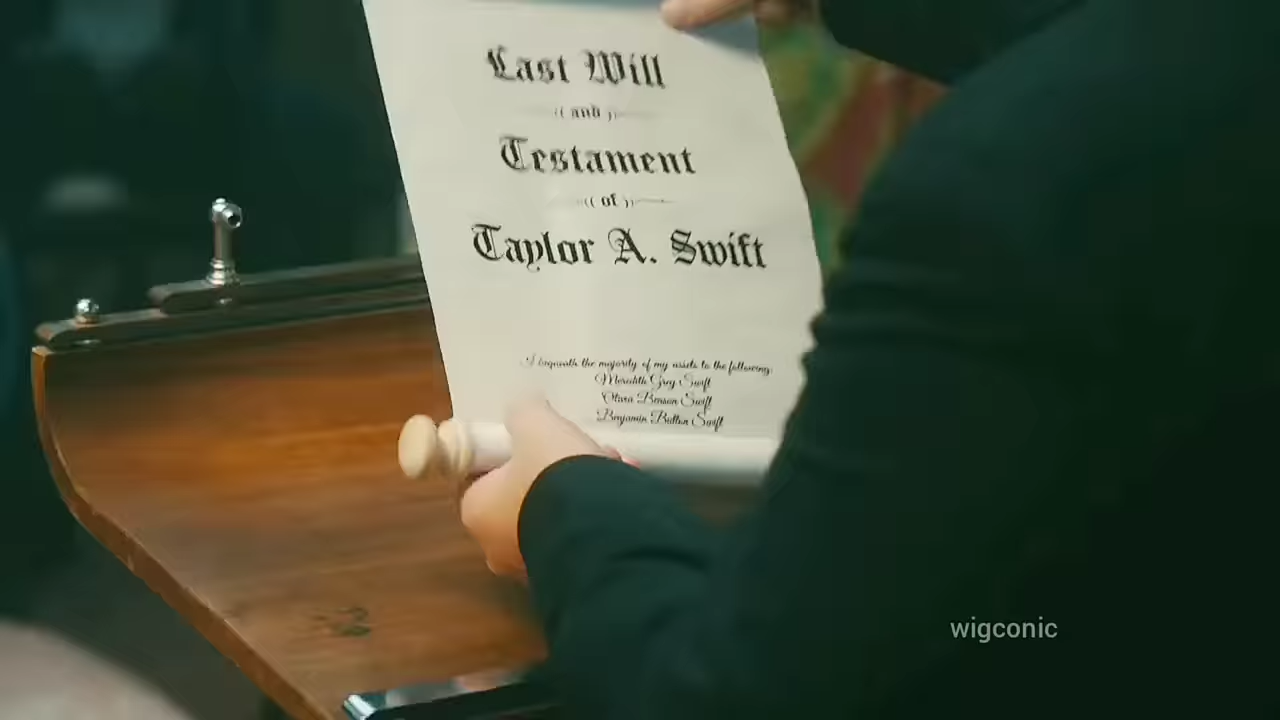 Last Will
and
Testament
of
Taylor A. Swift
I bequeath the majority of my assets to the following:
Meredith Grey Swift
Olivia Benson Swift
Benjamin Button Swift
wigconic